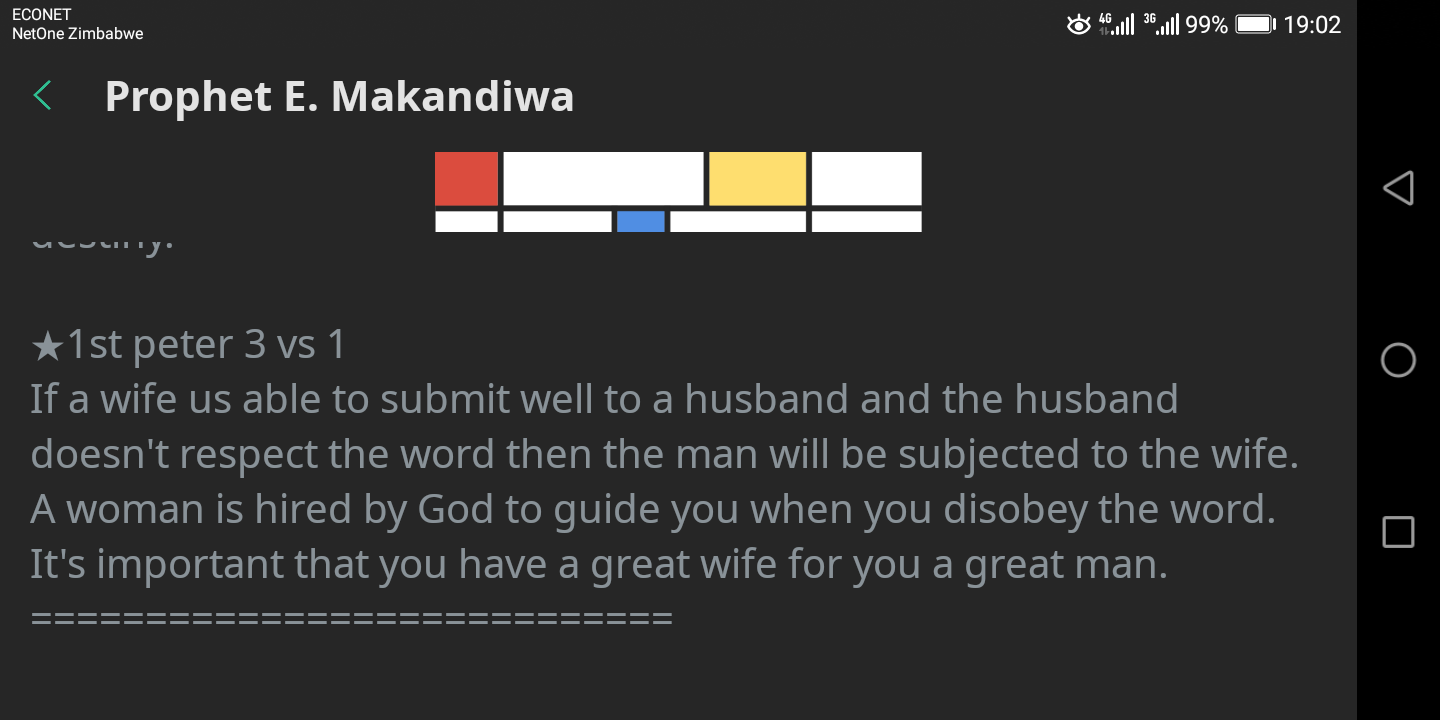 ECONET
NetOne Zimbabwe
4G 3G 99% 19:02
Prophet E. Makandiwa
destiny.
★1st peter 3 vs 1
If a wife us able to submit well to a husband and the husband
doesn't respect the word then the man will be subjected to the wife.
A woman is hired by God to guide you when you disobey the word.
It's important that you have a great wife for you a great man.
============================